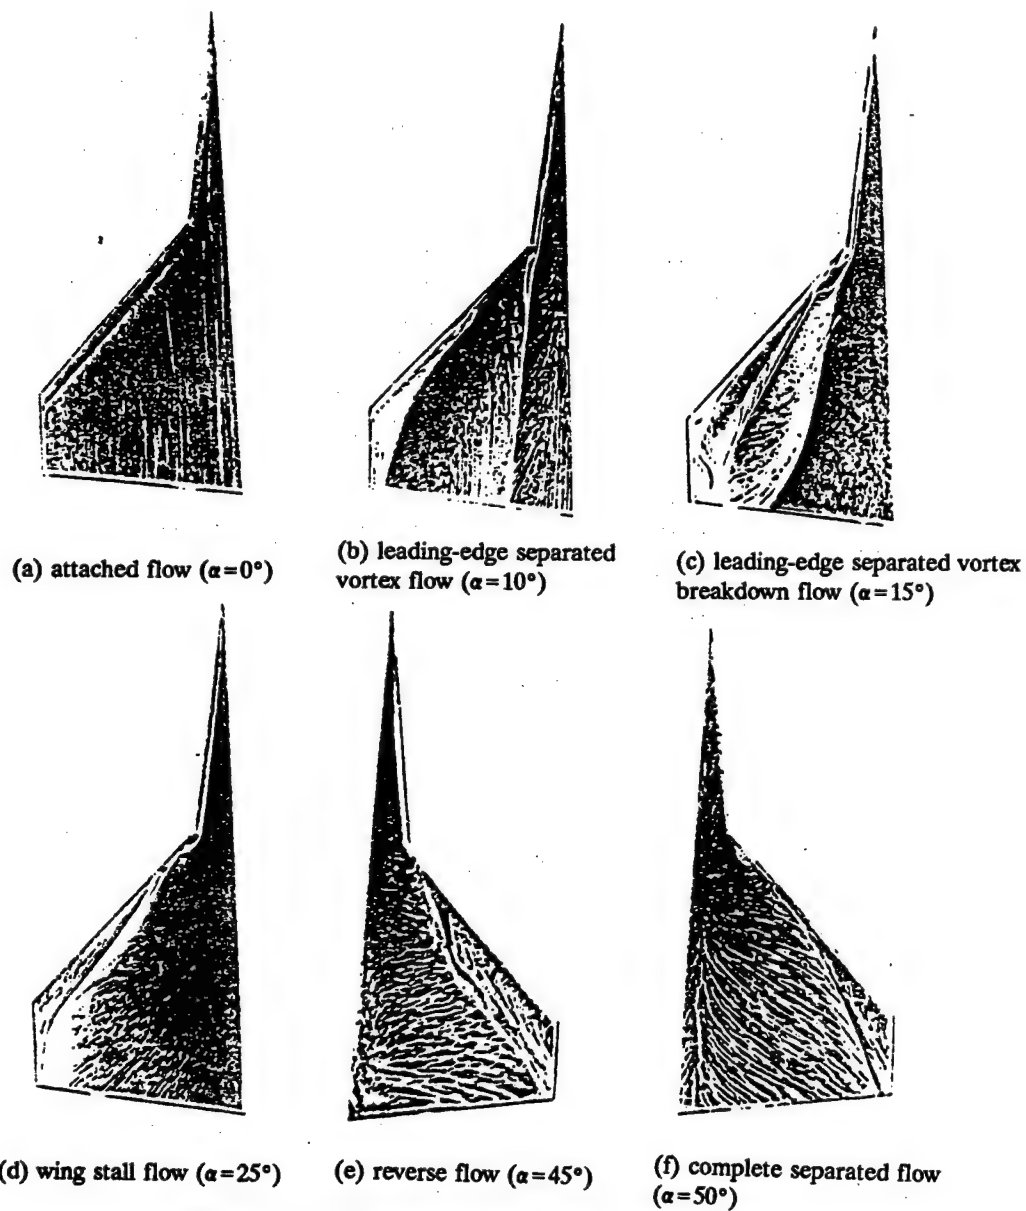 (a) attached flow (α=0°)
(b) leading-edge separated
vortex flow (α=10°)
(c) leading-edge separated vortex
breakdown flow (α=15°)
(d) wing stall flow (α=25°)
(e) reverse flow (α=45°)
(f) complete separated flow
(α=50°)